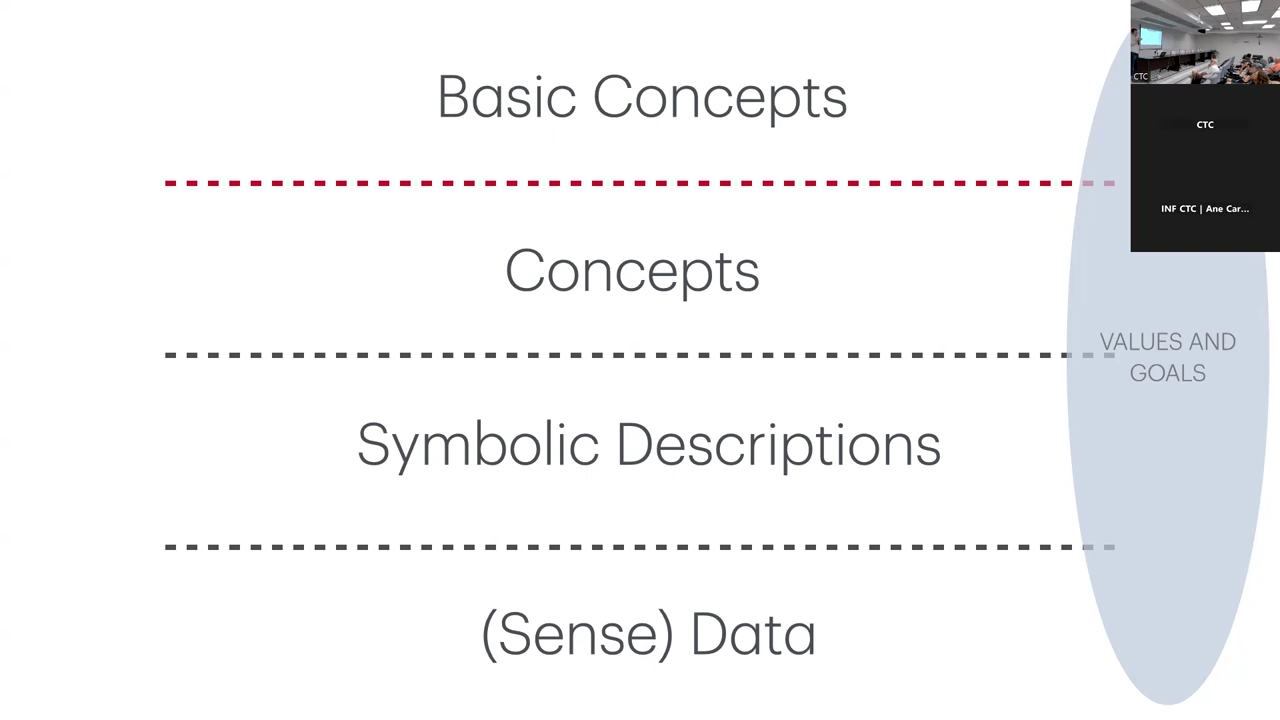 Basic Concepts
CTC
CTC
INF CTC | Ane Car...
Concepts
VALUES AND
GOALS
Symbolic Descriptions
(Sense) Data